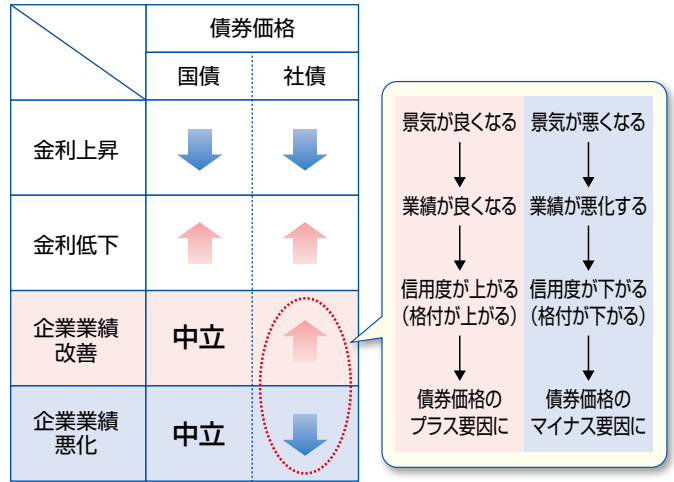 債券価格
国債
社債
金利上昇
金利低下
企業業績
改善
中立
企業業績
悪化
中立
景気が良くなる
業績が良くなる
信用度が上がる
(格付が上がる)
債券価格の
プラス要因に
景気が悪くなる
業績が悪化する
信用度が下がる
(格付が下がる)
債券価格の
マイナス要因に